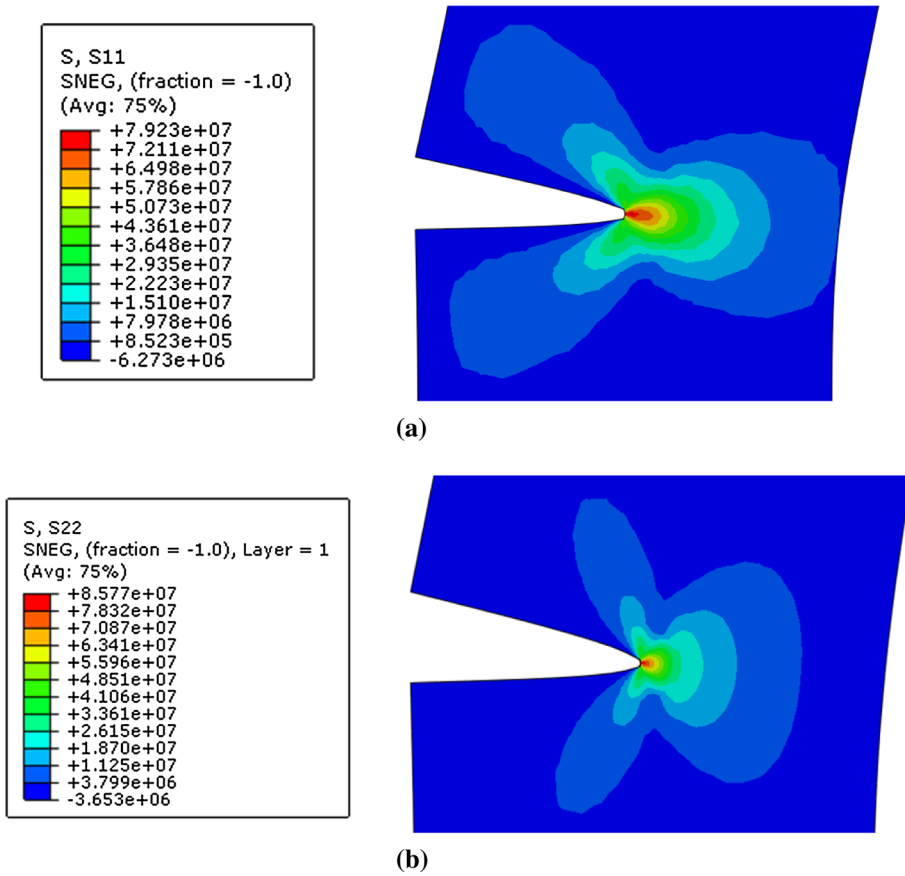 S, S11
SNEG, (fraction = -1.0)
(Avg: 75%)
+7.923e+07
+7.211e+07
+6.498e+07
+5.786e+07
+5.073e+07
+4.361e+07
+3.648e+07
+2.935e+07
+2.223e+07
+1.510e+07
+7.978e+06
+8.523e+05
-6.273e+06
(a)
S, S22
SNEG, (fraction = -1.0), Layer = 1
(Avg: 75%)
+8.577e+07
+7.832e+07
+7.087e+07
+6.341e+07
+5.596e+07
+4.851e+07
+4.106e+07
+3.361e+07
+2.615e+07
+1.870e+07
+1.125e+07
+3.799e+06
-3.653e+06
(b)